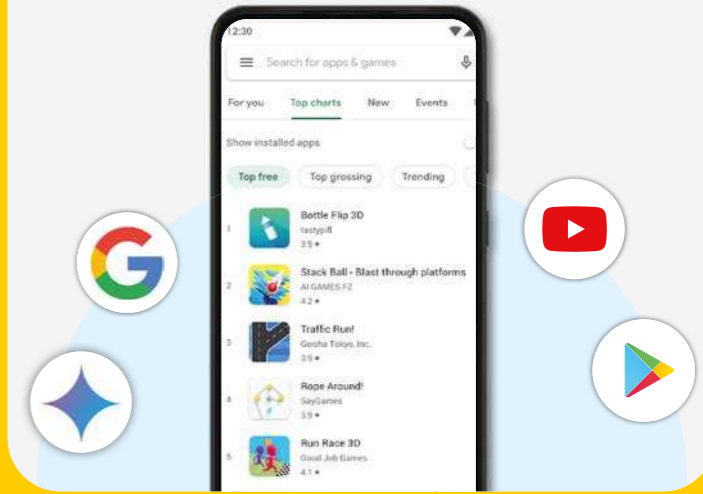 12:30
Search for apps & games
For you Top charts New Events
Show installed apps
Top free Top grossing Trending
1 Bottle Flip 3D
tastypill
3.9 ★
2 Stack Ball - Blast through platforms
AI GAMES FZ
4.2 ★
3 Traffic Run!
Geisha Tokyo, Inc.
3.9 ★
4 Rope Around!
SayGames
3.9 ★
5 Run Race 3D
Good Job Games
4.1 ★